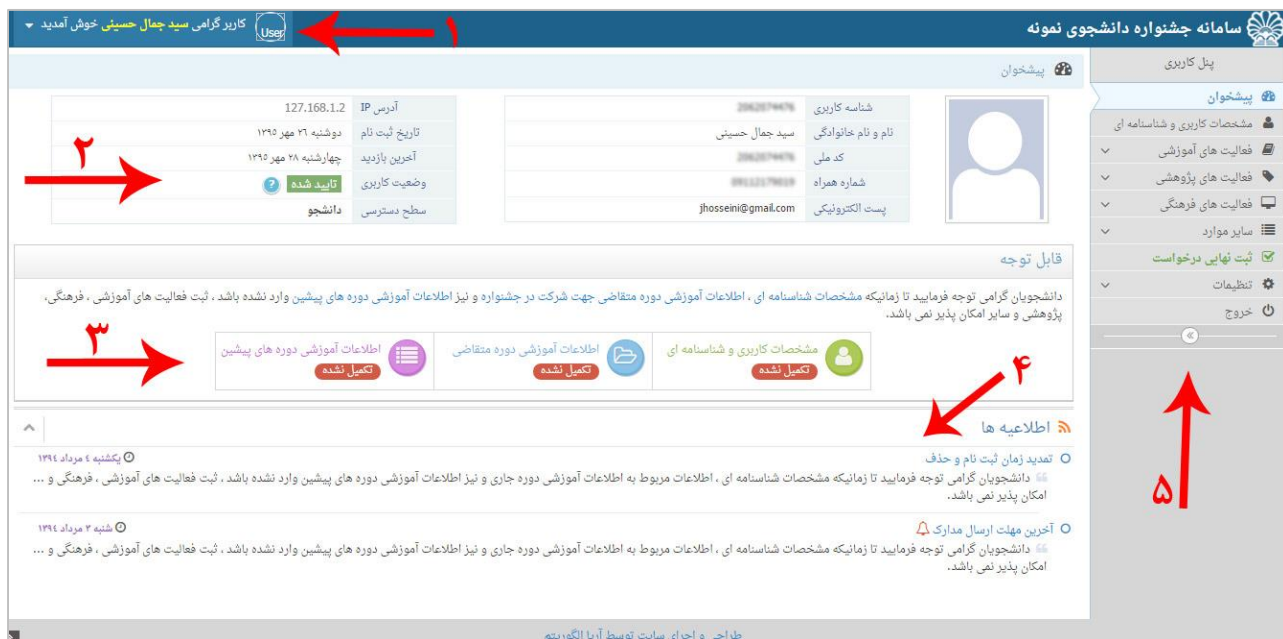 سامانه جشنواره دانشجوی نمونه
کاربر گرامی سید جمال حسینی خوش آمدید
User
۱
پنل کاربری
پیشخوان
مشخصات کاربری و شناسنامه ای
فعالیت های آموزشی
فعالیت های پژوهشی
فعالیت های فرهنگی
سایر موارد
ثبت نهایی درخواست
تنظیمات
خروج
۵
پیشخوان
شناسه کاربری
نام و نام خانوادگی سید جمال حسینی
کد ملی
شماره همراه
پست الکترونیکی jhosseini@gmail.com
آدرس IP 127.168.1.2
تاریخ ثبت نام دوشنبه ۲٦ مهر ۱۳۹٥
آخرین بازدید چهارشنبه ۲۸ مهر ۱۳۹٥
وضعیت کاربری تایید شده ?
سطح دسترسی دانشجو
۲
قابل توجه
دانشجویان گرامی توجه فرمایید تا زمانیکه مشخصات شناسنامه ای ، اطلاعات آموزشی دوره متقاضی جهت شرکت در جشنواره و نیز اطلاعات آموزشی دوره های پیشین وارد نشده باشد ، ثبت فعالیت های آموزشی ، فرهنگی،
پژوهشی و سایر امکان پذیر نمی باشد.
مشخصات کاربری و شناسنامه ای
تکمیل نشده
اطلاعات آموزشی دوره متقاضی
تکمیل نشده
اطلاعات آموزشی دوره های پیشین
تکمیل نشده
۳
۴
اطلاعیه ها
تمدید زمان ثبت نام و حذف
یکشنبه ٤ مرداد ۱۳۹٤
دانشجویان گرامی توجه فرمایید تا زمانیکه مشخصات شناسنامه ای ، اطلاعات مربوط به اطلاعات آموزشی دوره جاری و نیز اطلاعات آموزشی دوره های پیشین وارد نشده باشد ، ثبت فعالیت های آموزشی ، فرهنگی و ...
امکان پذیر نمی باشد.
آخرین مهلت ارسال مدارک
شنبه ۳ مرداد ۱۳۹٤
دانشجویان گرامی توجه فرمایید تا زمانیکه مشخصات شناسنامه ای ، اطلاعات مربوط به اطلاعات آموزشی دوره جاری و نیز اطلاعات آموزشی دوره های پیشین وارد نشده باشد ، ثبت فعالیت های آموزشی ، فرهنگی و ...
امکان پذیر نمی باشد.
طراحی و اجرای سایت توسط آریا الگوریتم